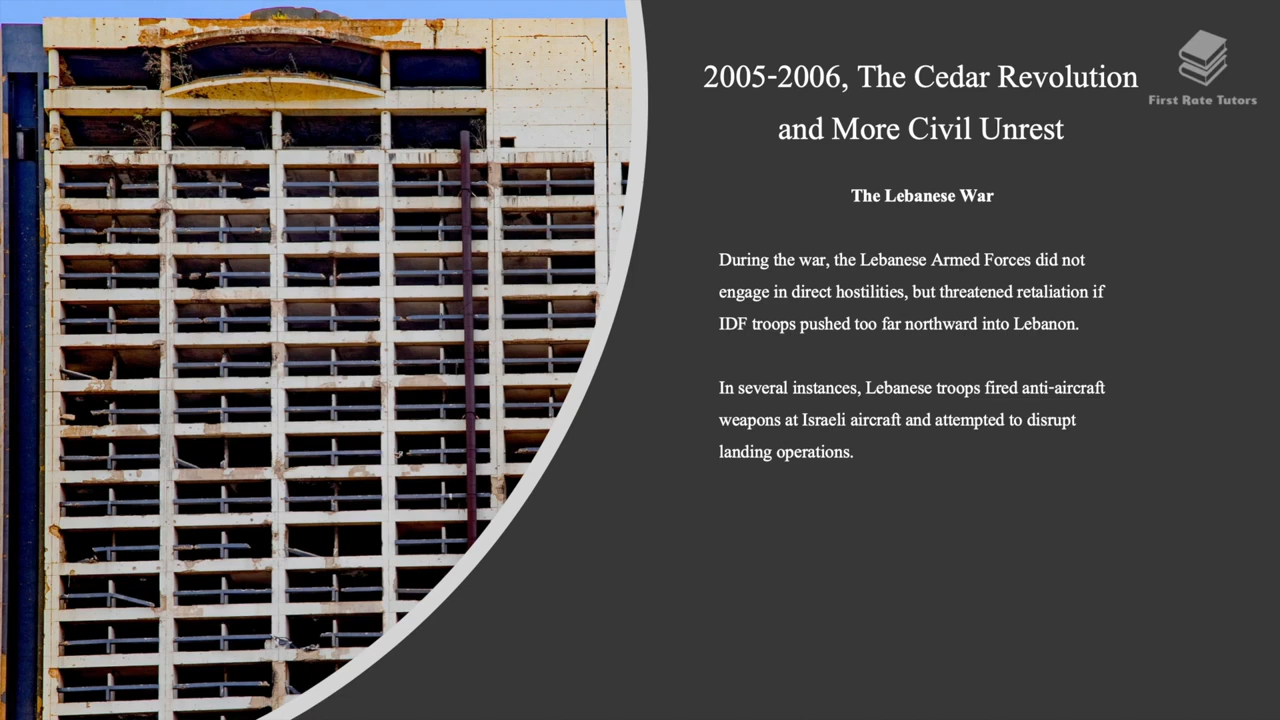 2005-2006, The Cedar Revolution
and More Civil Unrest
First Rate Tutors
The Lebanese War
During the war, the Lebanese Armed Forces did not
engage in direct hostilities, but threatened retaliation if
IDF troops pushed too far northward into Lebanon.
In several instances, Lebanese troops fired anti-aircraft
weapons at Israeli aircraft and attempted to disrupt
landing operations.